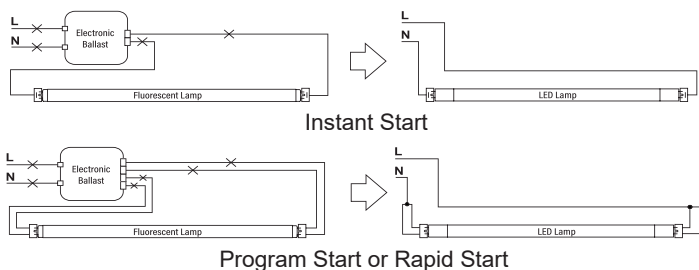 L
N
Electronic
Ballast
Fluorescent Lamp
L
N
LED Lamp
Instant Start
L
N
Electronic
Ballast
Fluorescent Lamp
L
N
LED Lamp
Program Start or Rapid Start